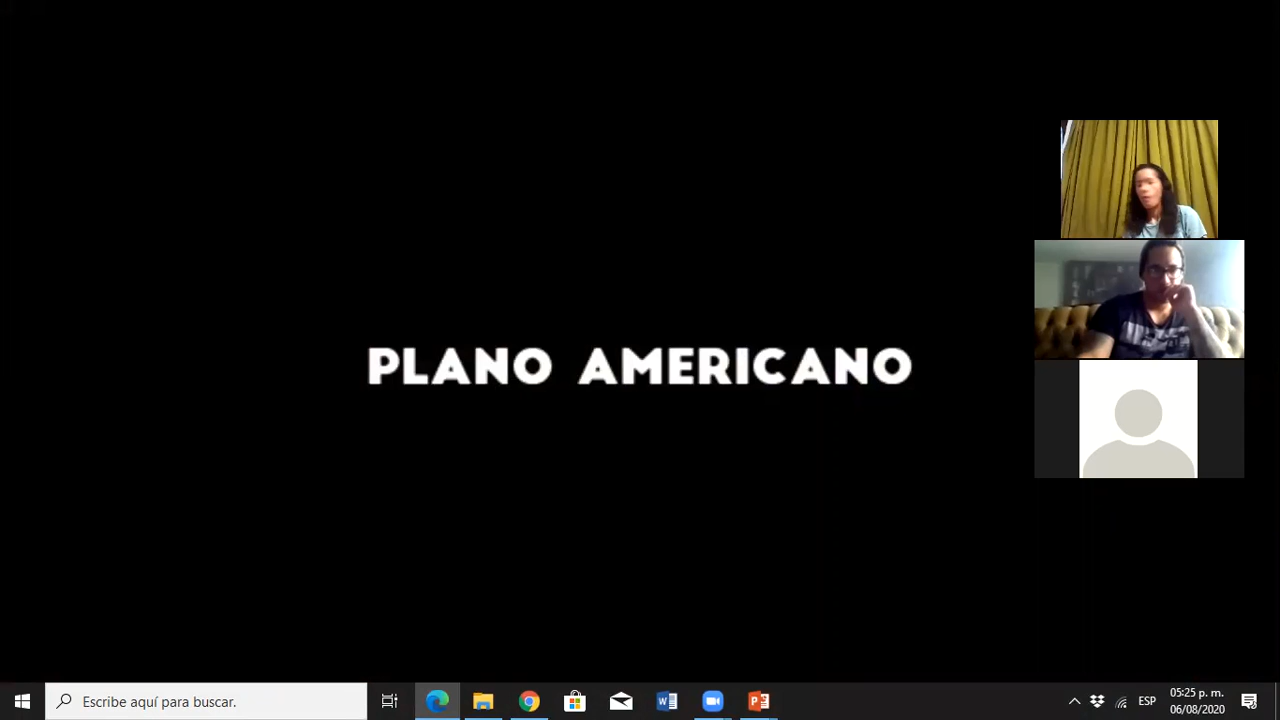 PLANO AMERICANO
Escribe aquí para buscar.
ESP
05:25 p. m.
06/08/2020